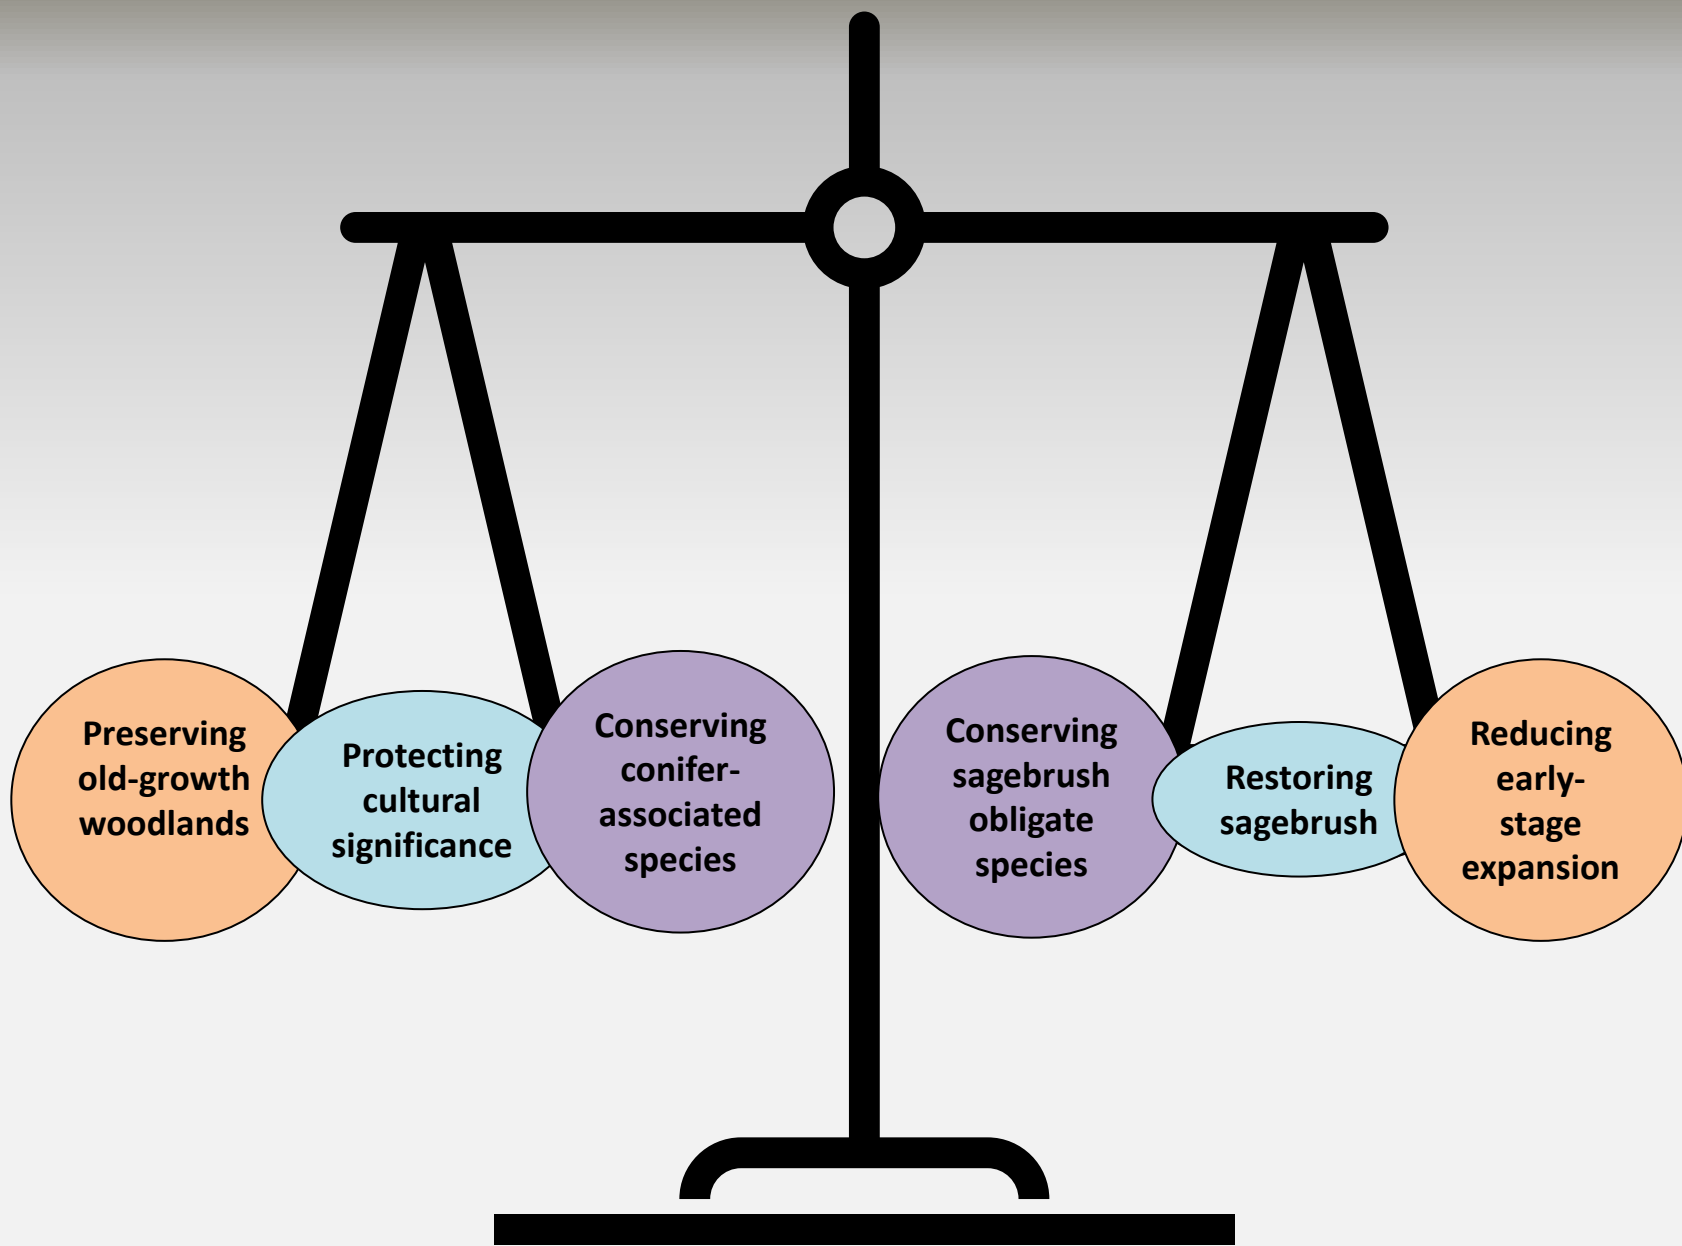 Preserving
old-growth
woodlands
Protecting
cultural
significance
Conserving
conifer-
associated
species
Conserving
sagebrush
obligate
species
Restoring
sagebrush
Reducing
early-
stage
expansion